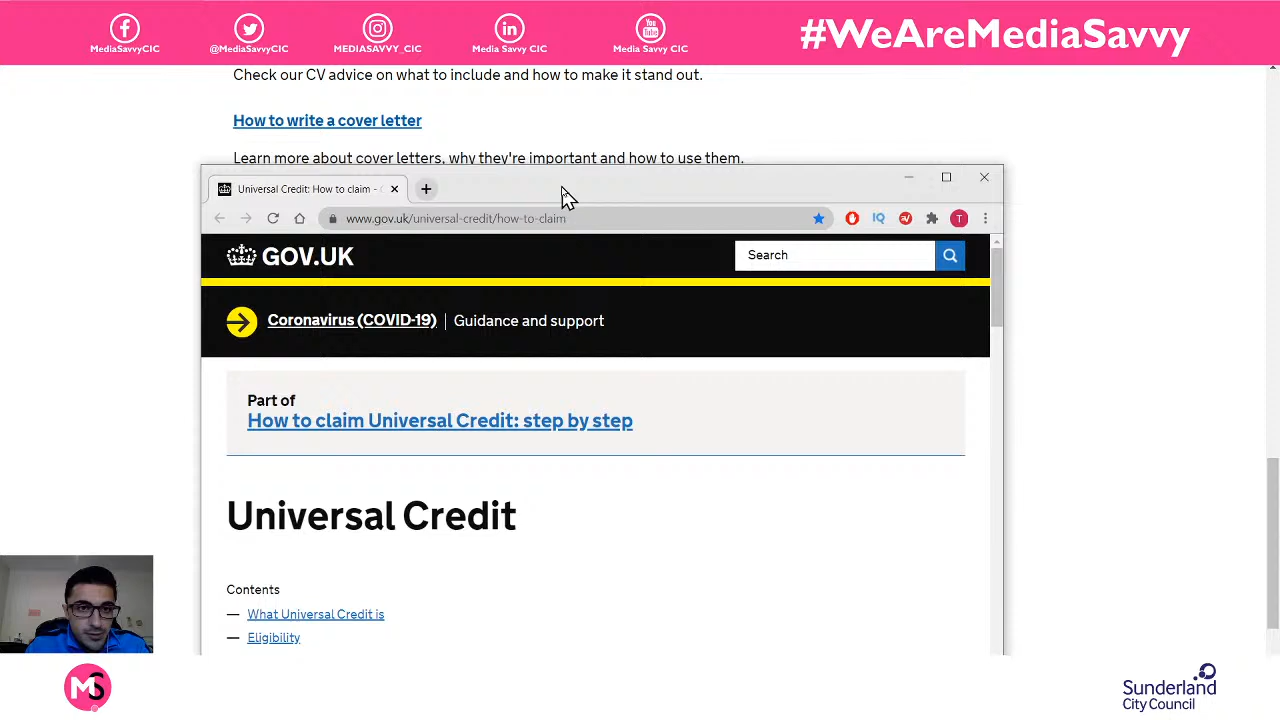 MediaSavvyCIC
@MediaSavvyCIC
MEDIASAVVY_CIC
Media Savvy CIC
You Tube
Media Savvy CIC
#WeAreMediaSavvy
Check our CV advice on what to include and how to make it stand out.
How to write a cover letter
Learn more about cover letters, why they're important and how to use them.
Universal Credit: How to claim -
www.gov.uk/universal-credit/how-to-claim
IQ
T
GOV.UK
Search
Coronavirus (COVID-19) Guidance and support
Part of
How to claim Universal Credit: step by step
Universal Credit
Contents
— What Universal Credit is
— Eligibility
MS
Sunderland
City Council